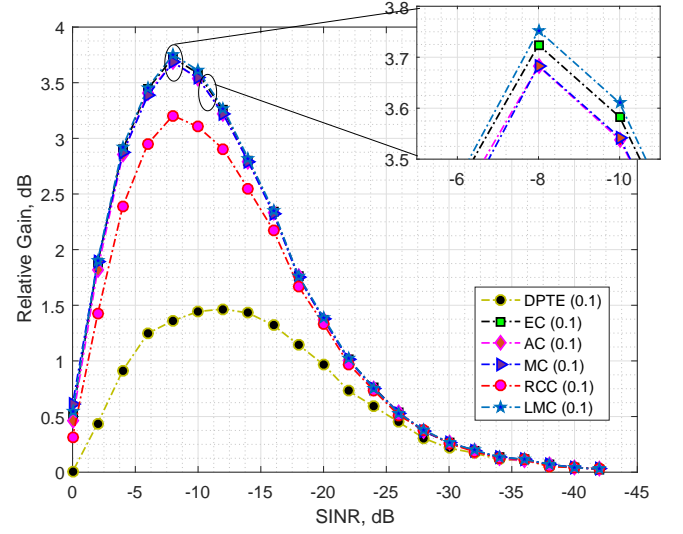 Relative Gain, dB
4
3.5
3
2.5
2
1.5
1
0.5
0
0 -5 -10 -15 -20 -25 -30 -35 -40 -45
SINR, dB
3.8
3.7
3.6
3.5
-6 -8 -10
DPTE (0.1)
EC (0.1)
AC (0.1)
MC (0.1)
RCC (0.1)
LMC (0.1)